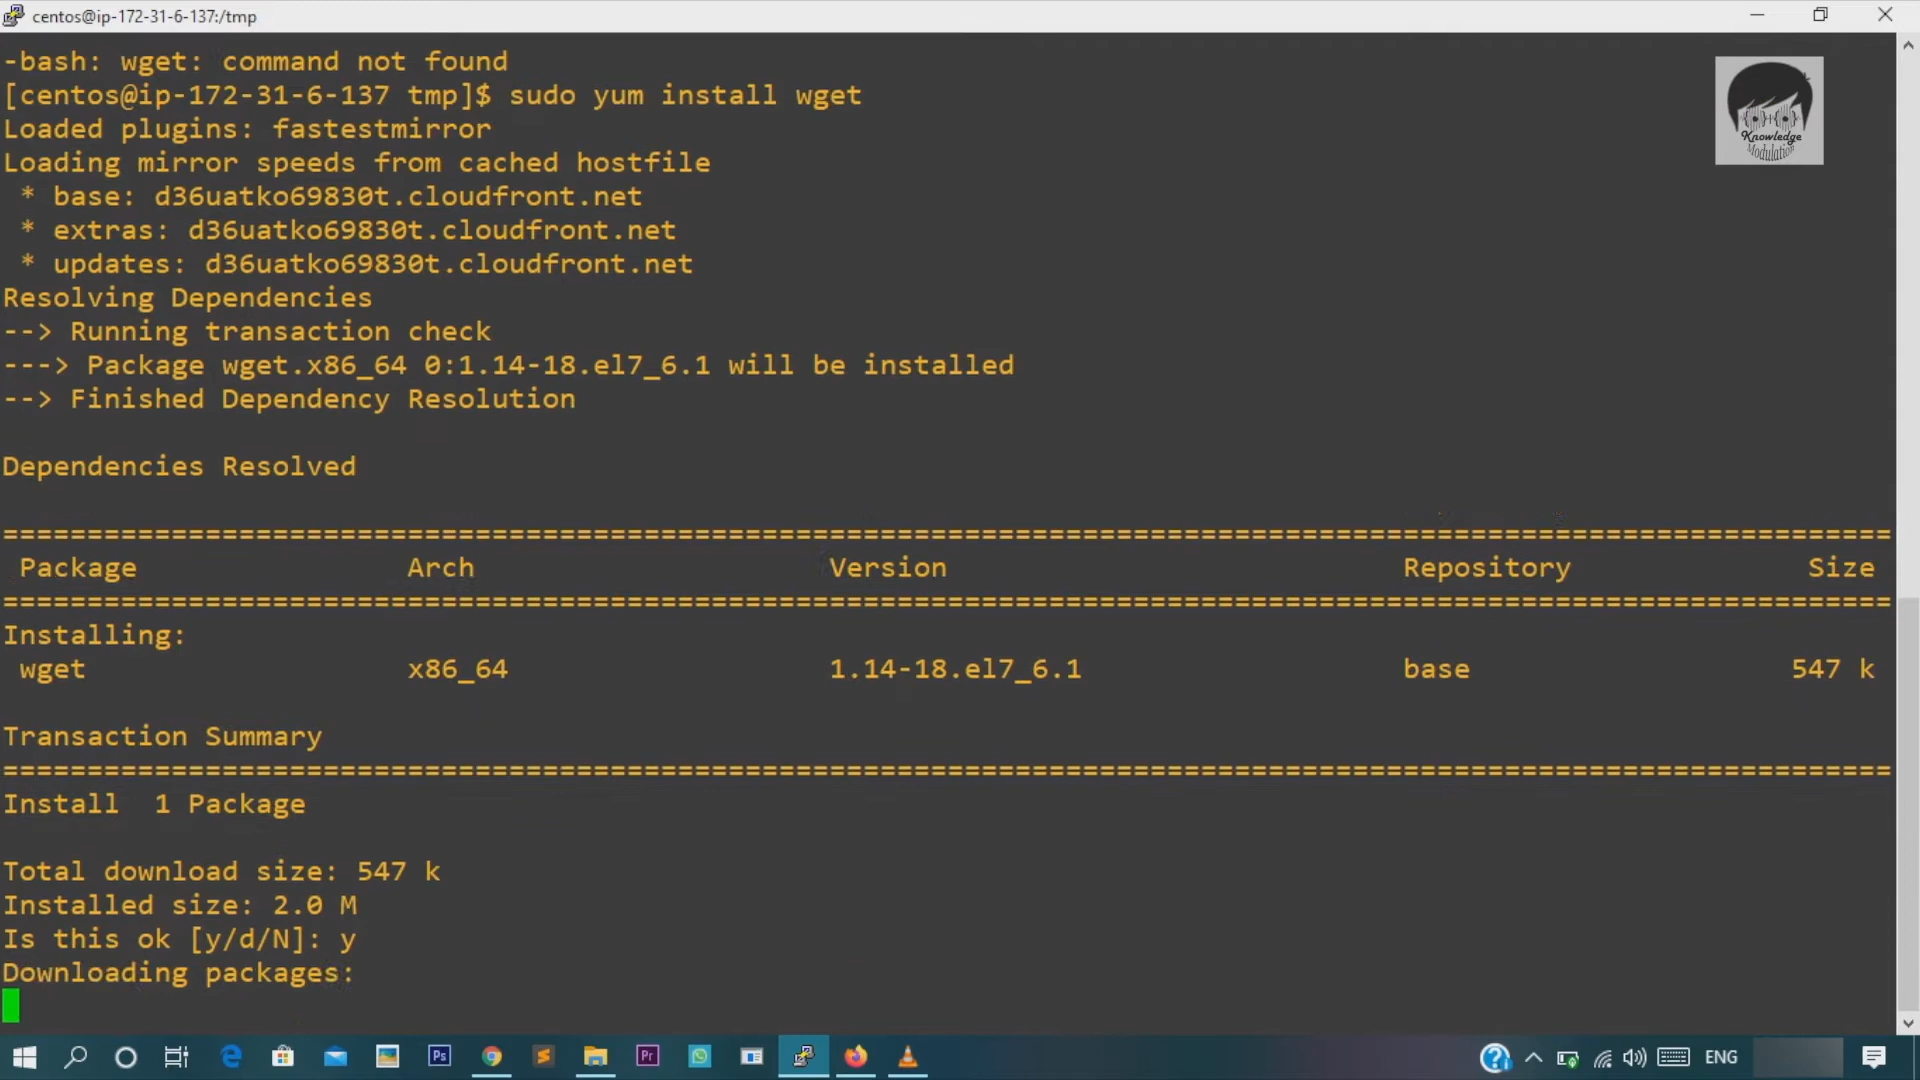 centos@ip-172-31-6-137:/tmp
-bash: wget: command not found
[centos@ip-172-31-6-137 tmp]$ sudo yum install wget
Loaded plugins: fastestmirror
Loading mirror speeds from cached hostfile
* base: d36uatko69830t.cloudfront.net
* extras: d36uatko69830t.cloudfront.net
* updates: d36uatko69830t.cloudfront.net
Resolving Dependencies
--> Running transaction check
---> Package wget.x86_64 0:1.14-18.el7_6.1 will be installed
--> Finished Dependency Resolution
Dependencies Resolved
Package Arch Version Repository Size
Installing:
wget x86_64 1.14-18.el7_6.1 base 547 k
Transaction Summary
Install 1 Package
Total download size: 547 k
Installed size: 2.0 M
Is this ok [y/d/N]: y
Downloading packages:
Knowledge
Modulation
Ps
Pr
ENG